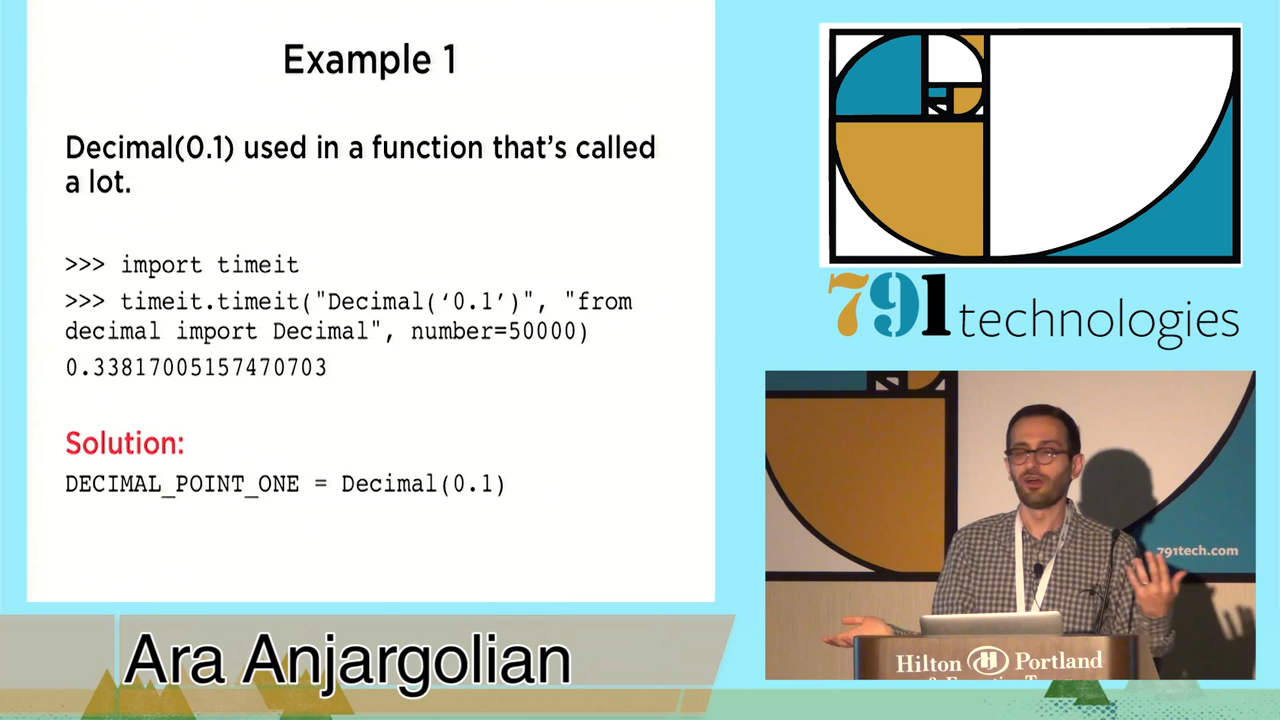 Example 1
Decimal(0.1) used in a function that's called
a lot.
>>> import timeit
>>> timeit.timeit("Decimal(‘0.1’)", "from
decimal import Decimal", number=50000)
0.33817005157470703
Solution:
DECIMAL_POINT_ONE = Decimal(0.1)
791 technologies
791tech.com
Hilton H Portland
Ara Anjargolian